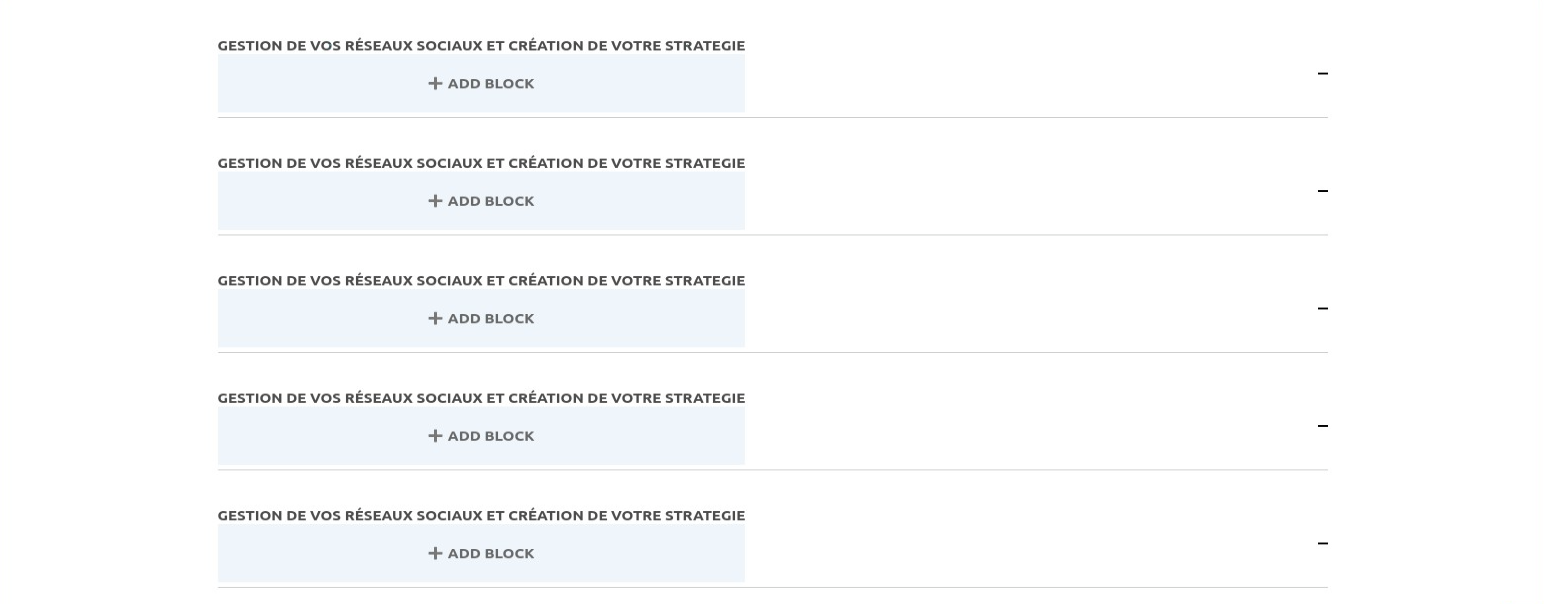 GESTION DE VOS RÉSEAUX SOCIAUX ET CRÉATION DE VOTRE STRATEGIE
+ ADD BLOCK
GESTION DE VOS RÉSEAUX SOCIAUX ET CRÉATION DE VOTRE STRATEGIE
+ ADD BLOCK
GESTION DE VOS RÉSEAUX SOCIAUX ET CRÉATION DE VOTRE STRATEGIE
+ ADD BLOCK
GESTION DE VOS RÉSEAUX SOCIAUX ET CRÉATION DE VOTRE STRATEGIE
+ ADD BLOCK
GESTION DE VOS RÉSEAUX SOCIAUX ET CRÉATION DE VOTRE STRATEGIE
+ ADD BLOCK